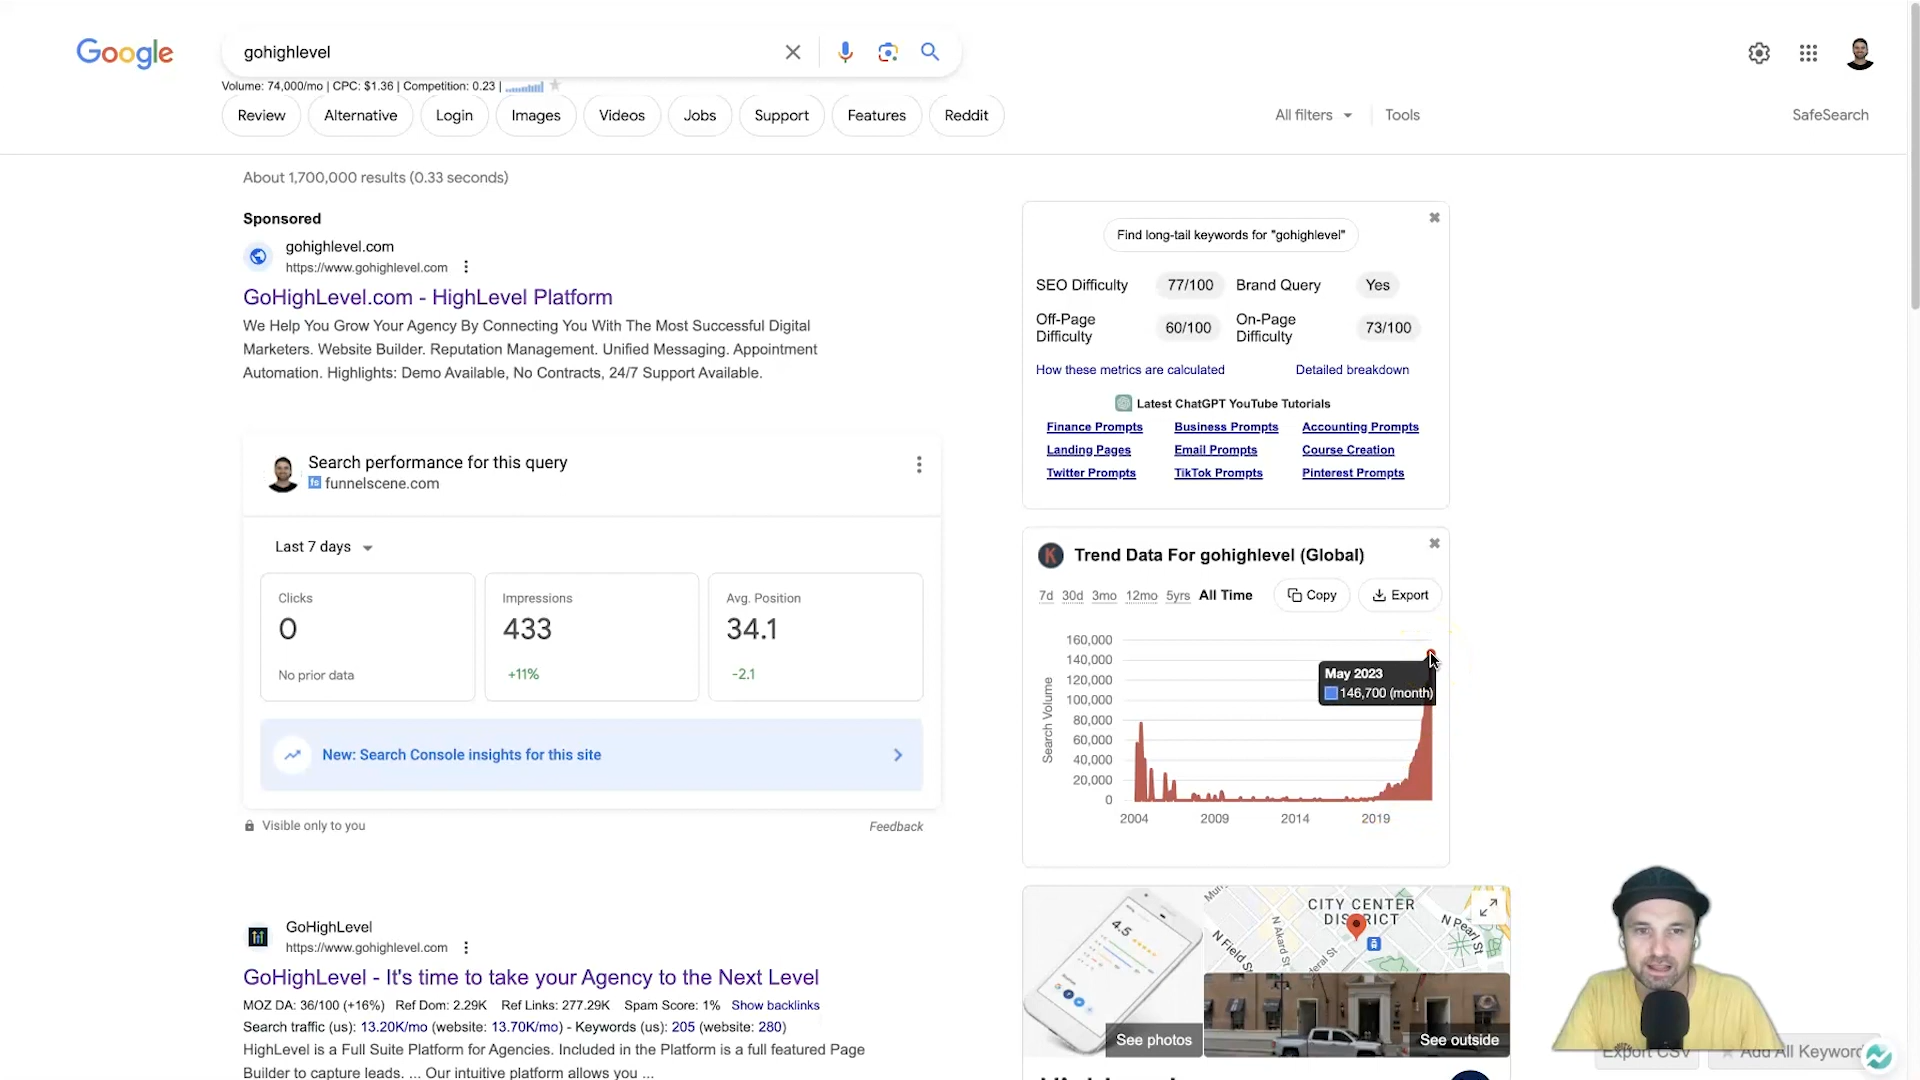 Google
gohighlevel
Volume: 74,000/mo | CPC: $1.36 | Competition: 0.23 |
Review
Alternative
Login
Images
Videos
Jobs
Support
Features
Reddit
All filters
Tools
SafeSearch
About 1,700,000 results (0.33 seconds)
Sponsored
gohighlevel.com
https://www.gohighlevel.com
GoHighLevel.com - HighLevel Platform
We Help You Grow Your Agency By Connecting You With The Most Successful Digital
Marketers. Website Builder. Reputation Management. Unified Messaging. Appointment
Automation. Highlights: Demo Available, No Contracts, 24/7 Support Available.
Search performance for this query
fs funnelscene.com
Last 7 days
Clicks
0
No prior data
Impressions
433
+11%
Avg. Position
34.1
-2.1
New: Search Console insights for this site
Visible only to you
Feedback
GoHighLevel
https://www.gohighlevel.com
GoHighLevel - It's time to take your Agency to the Next Level
MOZ DA: 36/100 (+16%) Ref Dom: 2.29K Ref Links: 277.29K Spam Score: 1% Show backlinks
Search traffic (us): 13.20K/mo (website: 13.70K/mo) - Keywords (us): 205 (website: 280)
HighLevel is a Full Suite Platform for Agencies. Included in the Platform is a full featured Page
Builder to capture leads. ... Our intuitive platform allows you ...
Find long-tail keywords for "gohighlevel"
SEO Difficulty 77/100 Brand Query Yes
Off-Page Difficulty 60/100 On-Page Difficulty 73/100
How these metrics are calculated
Detailed breakdown
Latest ChatGPT YouTube Tutorials
Finance Prompts Business Prompts Accounting Prompts
Landing Pages Email Prompts Course Creation
Twitter Prompts TikTok Prompts Pinterest Prompts
K Trend Data For gohighlevel (Global)
7d 30d 3mo 12mo 5yrs All Time
Copy
Export
Search Volume
160,000
140,000
120,000
100,000
80,000
60,000
40,000
20,000
0
May 2023
146,700 (month)
2004 2009 2014 2019
4.5
CITY CENTER
DISTRICT
N Field St
N Akard St
N Pearl St
See photos
See outside
Export CSV